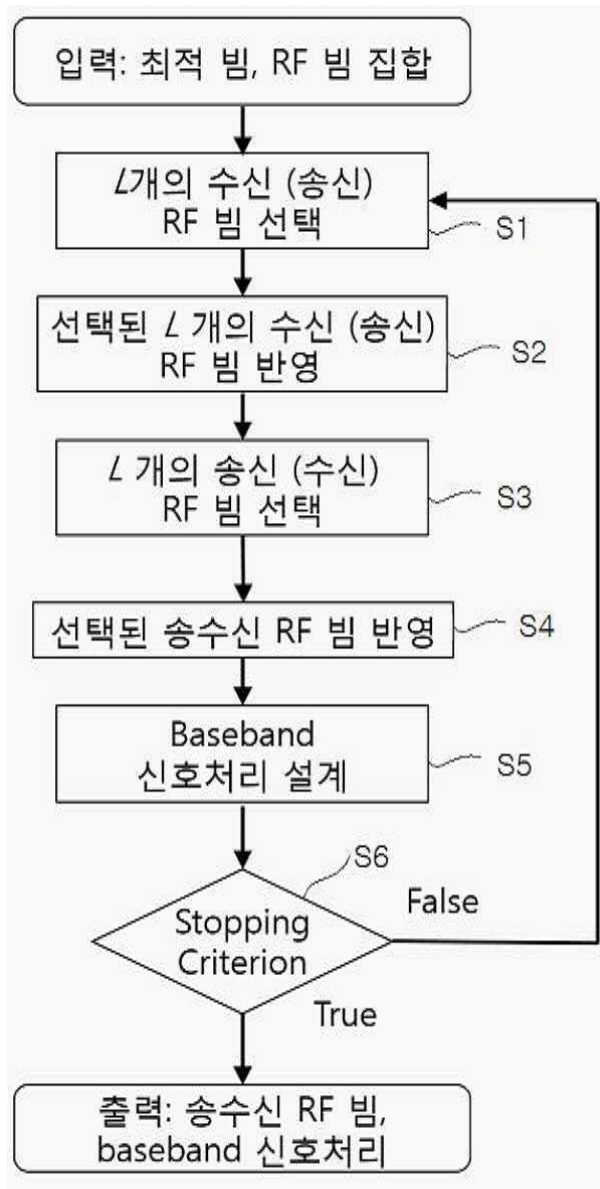 입력: 최적 빔, RF 빔 집합
L개의 수신 (송신)
RF 빔 선택
S1
선택된 L 개의 수신 (송신)
RF 빔 반영
S2
L 개의 송신 (수신)
RF 빔 선택
S3
선택된 송수신 RF 빔 반영
S4
Baseband
신호처리 설계
S5
S6
Stopping
Criterion
False
True
출력: 송수신 RF 빔,
baseband 신호처리